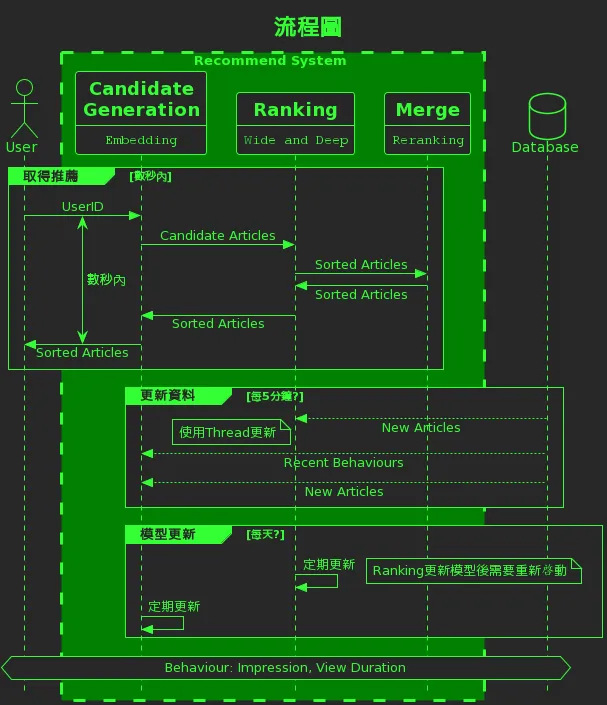 流程圖
Recommend System
Candidate
Generation
Embedding
Ranking
Wide and Deep
Merge
Reranking
User
Database
取得推薦
[數秒內]
UserID
Candidate Articles
Sorted Articles
數秒內
Sorted Articles
Sorted Articles
Sorted Articles
更新資料
[每5分鐘?]
New Articles
使用Thread更新
Recent Behaviours
New Articles
模型更新
[每天?]
定期更新
Ranking更新模型後需要重新啓動
定期更新
Behaviour: Impression, View Duration